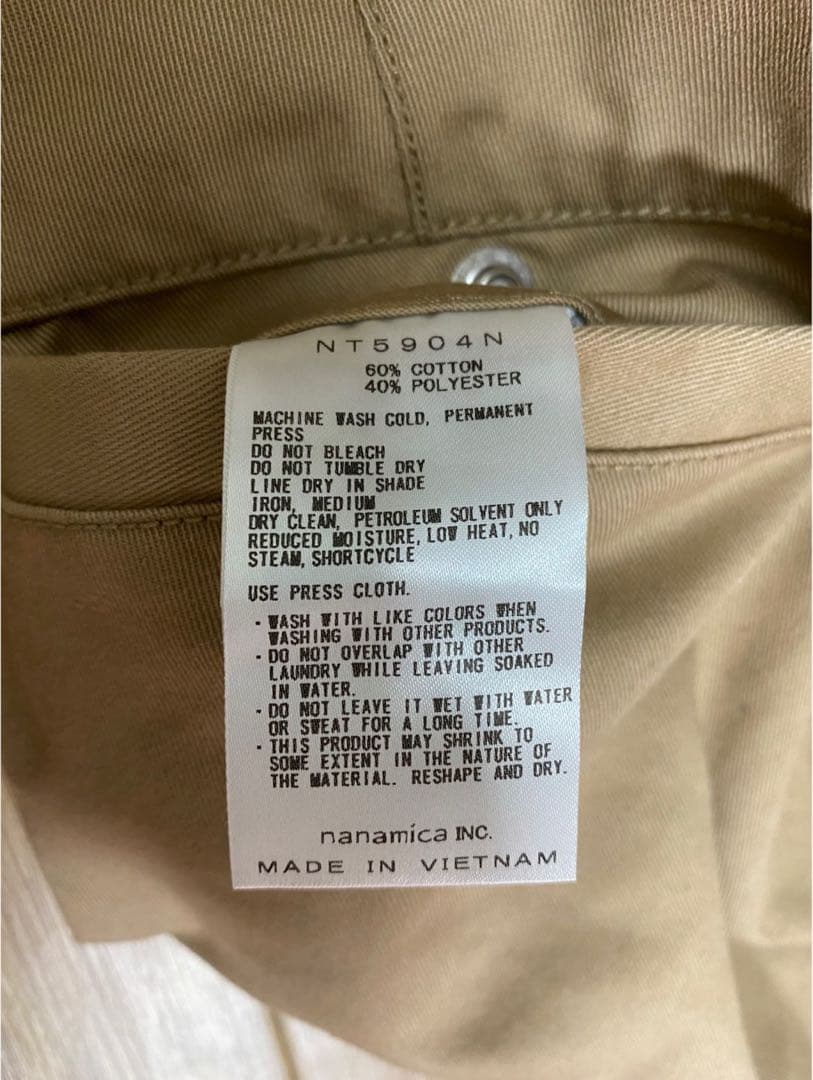 NT5904N
60% COTTON
40% POLYESTER
MACHINE WASH COLD, PERMANENT
PRESS
DO NOT BLEACH
DO NOT TUMBLE DRY
LINE DRY IN SHADE
IRON, MEDIUM
DRY CLEAN, PETROLEUM SOLVENT ONLY
REDUCED MOISTURE, LOW HEAT, NO
STEAM, SHORTCYCLE
USE PRESS CLOTH.
· WASH WITH LIKE COLORS WHEN
WASHING WITH OTHER PRODUCTS.
· DO NOT OVERLAP WITH OTHER
LAUNDRY WHILE LEAVING SOAKED
IN WATER.
· DO NOT LEAVE IT WET WITH WATER
OR SWEAT FOR A LONG TIME.
· THIS PRODUCT MAY SHRINK TO
SOME EXTENT IN THE NATURE OF
THE MATERIAL. RESHAPE AND DRY.
nanamica INC.
MADE IN VIETNAM